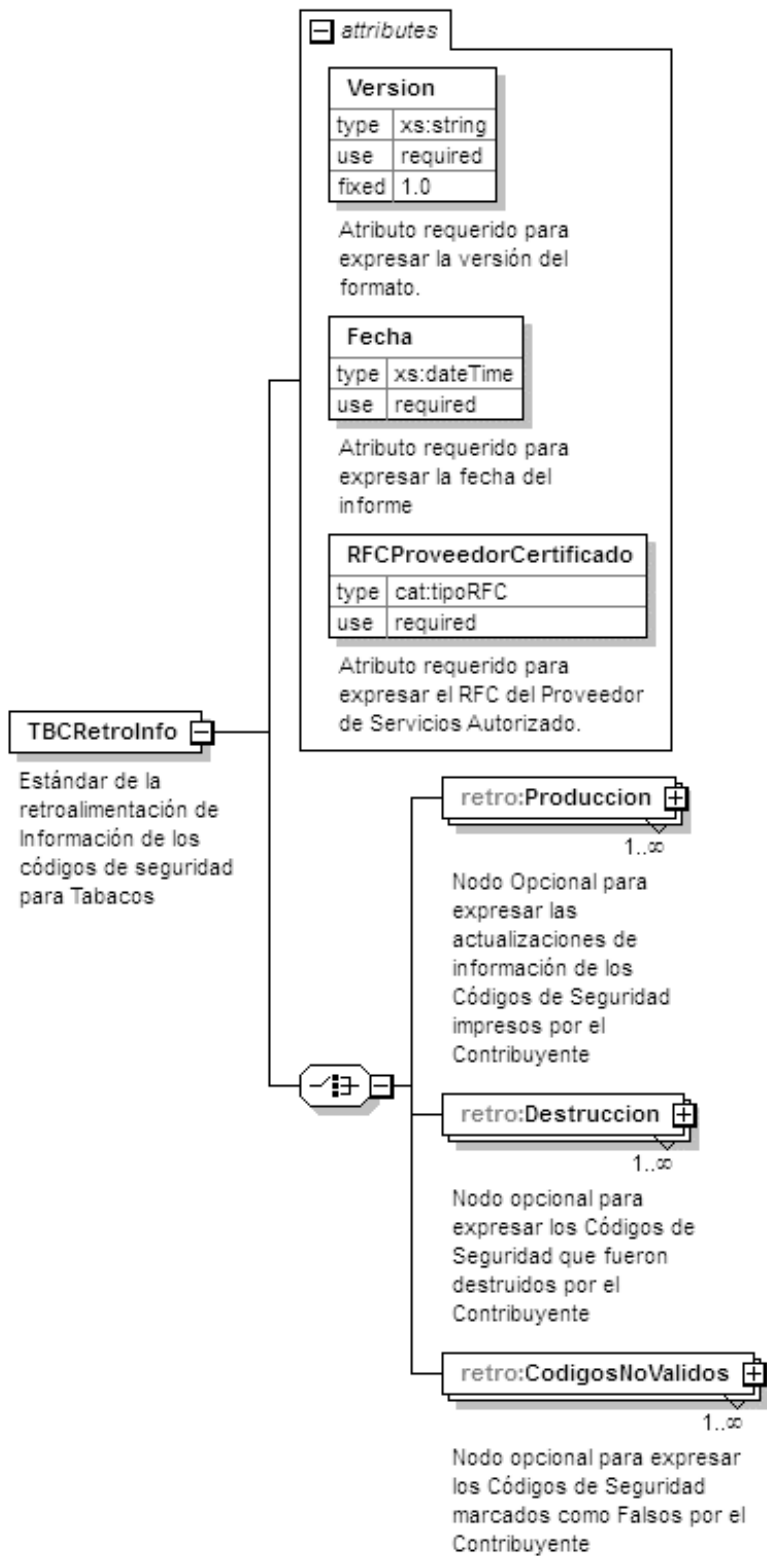 attributes
Version
type xs:string
use required
fixed 1.0
Atributo requerido para
expresar la versión del
formato.
Fecha
type xs:dateTime
use required
Atributo requerido para
expresar la fecha del
informe
RFCProveedorCertificado
type cat:tipoRFC
use required
Atributo requerido para
expresar el RFC del Proveedor
de Servicios Autorizado.
TBCRetroInfo
Estándar de la
retroalimentación de
Información de los
códigos de seguridad
para Tabacos
retro:Produccion
1..∞
Nodo Opcional para
expresar las
actualizaciones de
información de los
Códigos de Seguridad
impresos por el
Contribuyente
retro:Destruccion
1..∞
Nodo opcional para
expresar los Códigos de
Seguridad que fueron
destruidos por el
Contribuyente
retro:CodigosNoValidos
1..∞
Nodo opcional para expresar
los Códigos de Seguridad
marcados como Falsos por el
Contribuyente